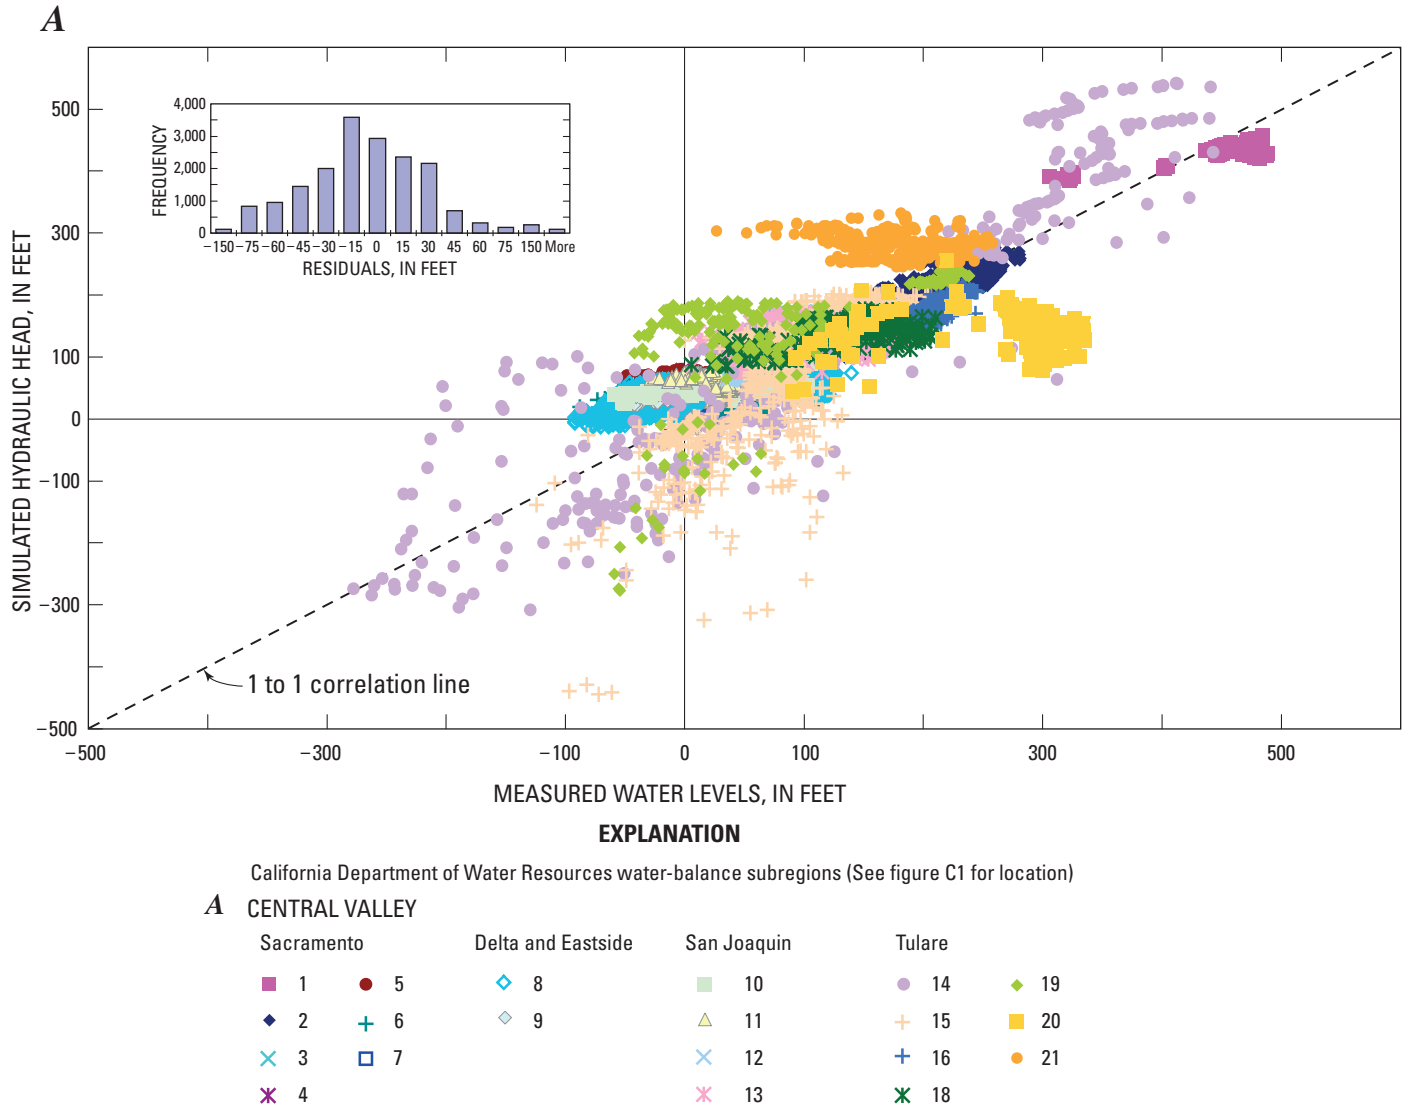 A
SIMULATED HYDRAULIC HEAD, IN FEET
500
300
100
0
−100
−300
−500
FREQUENCY
4,000
3,000
2,000
1,000
0
−150 −75 −60 −45 −30 −15 0 15 30 45 60 75 150 More
RESIDUALS, IN FEET
1 to 1 correlation line
−500 −300 −100 0 100 300 500
MEASURED WATER LEVELS, IN FEET
EXPLANATION
California Department of Water Resources water-balance subregions (See figure C1 for location)
A CENTRAL VALLEY
Sacramento Delta and Eastside San Joaquin Tulare
1 5 8 10 14 19
2 6 9 11 15 20
3 7 12 16 21
4 13 18